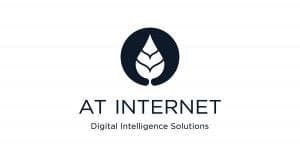 AT INTERNET
Digital Intelligence Solutions